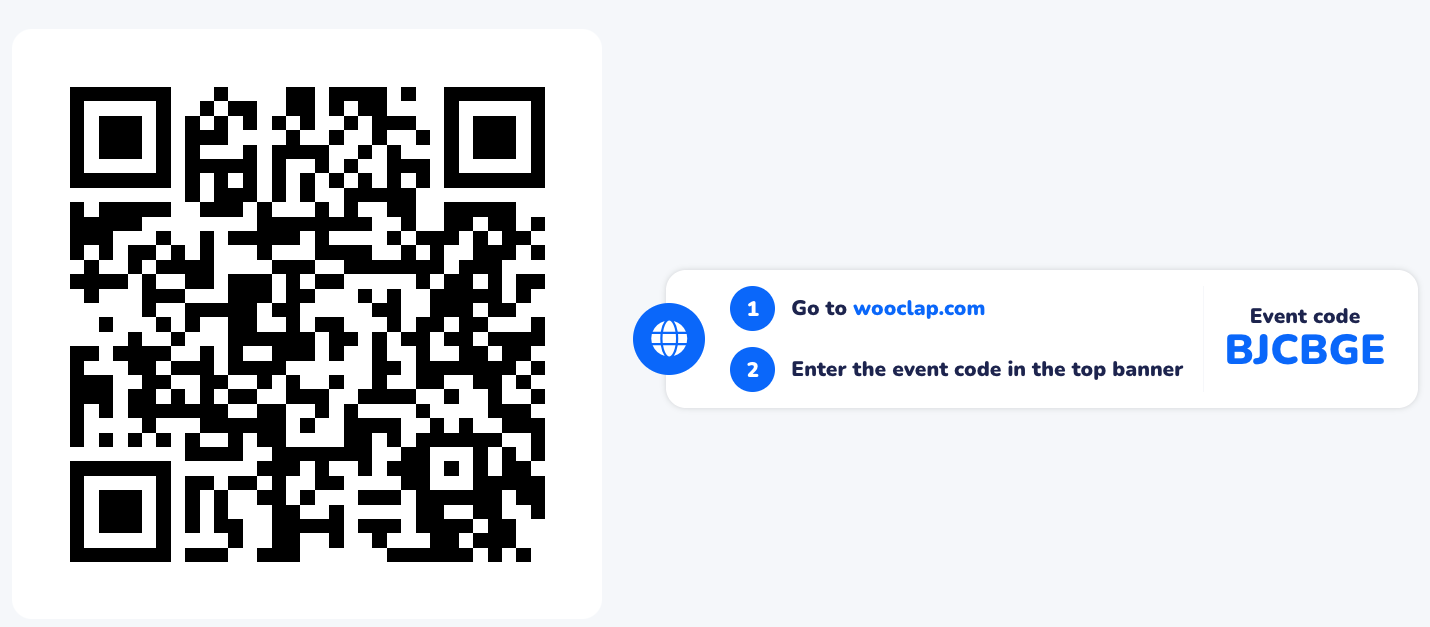 1 Go to wooclap.com
2 Enter the event code in the top banner
Event code
BJCBGE